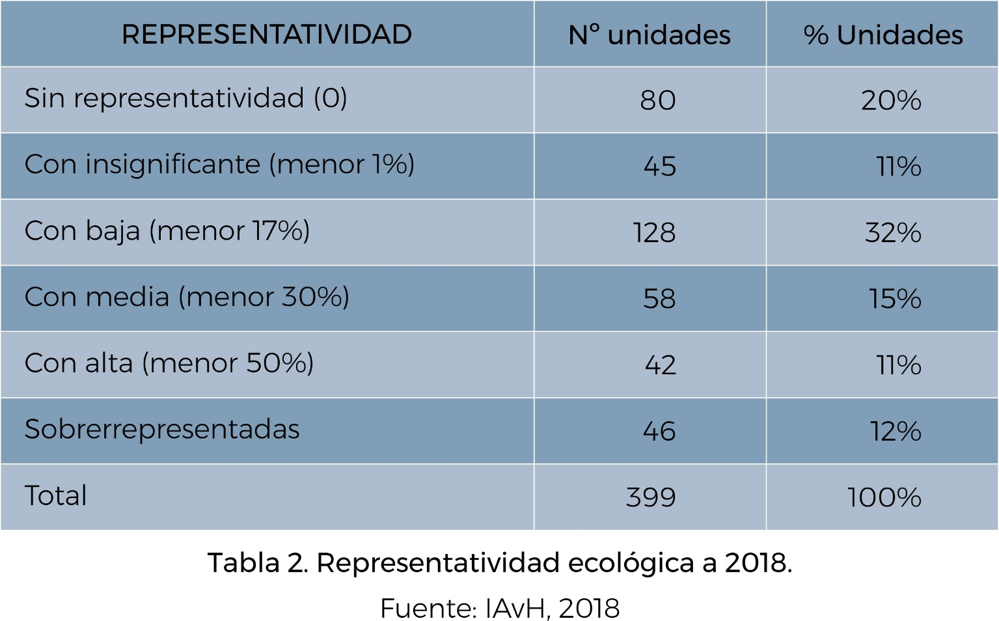 REPRESENTATIVIDAD Nº unidades % Unidades
Sin representatividad (0) 80 20%
Con insignificante (menor 1%) 45 11%
Con baja (menor 17%) 128 32%
Con media (menor 30%) 58 15%
Con alta (menor 50%) 42 11%
Sobrerrepresentadas 46 12%
Total 399 100%
Tabla 2. Representatividad ecológica a 2018.
Fuente: IAvH, 2018